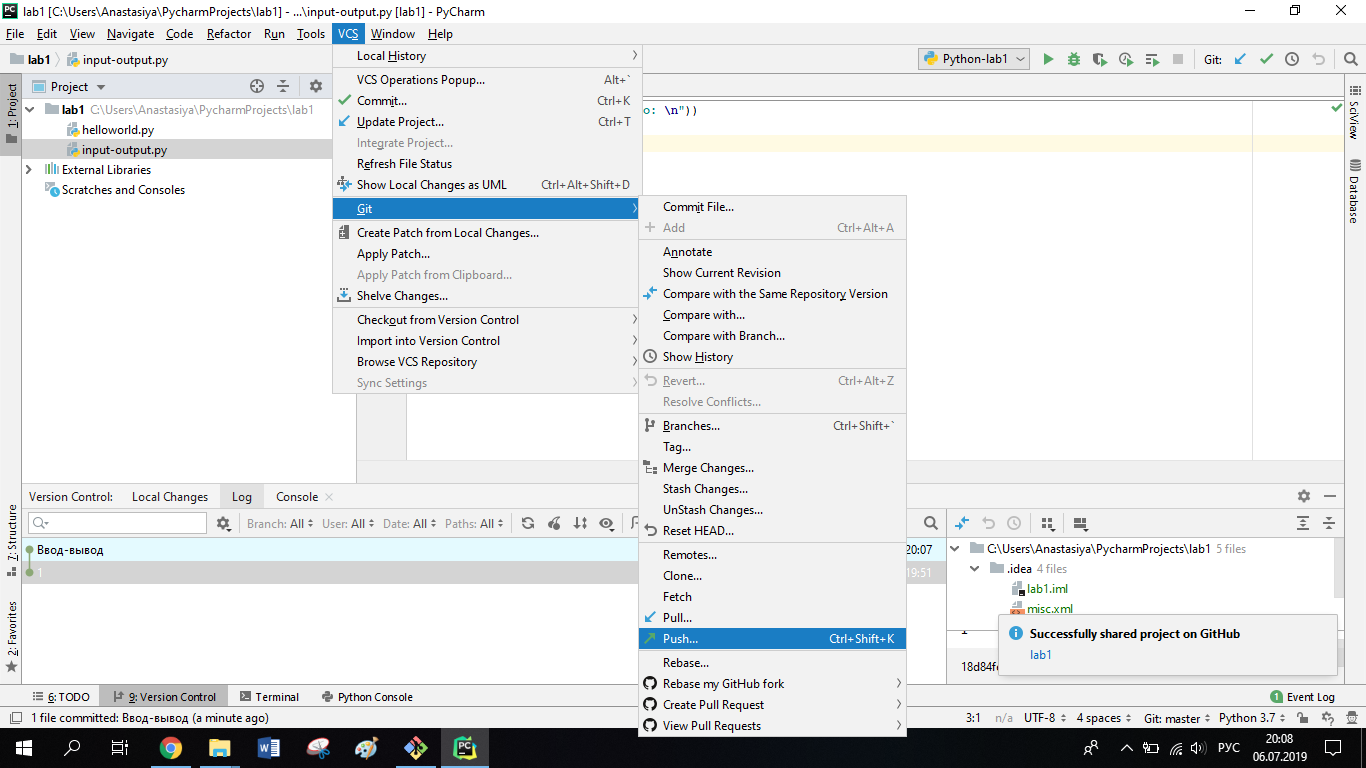 lab1 [C:\Users\Anastasiya\PycharmProjects\lab1] - ...\input-output.py [lab1] - PyCharm
File Edit View Navigate Code Refactor Run Tools VCS Window Help
lab1 input-output.py
Python-lab1 Git:
1: Project
Project
lab1 C:\Users\Anastasiya\PycharmProjects\lab1
helloworld.py
input-output.py
External Libraries
Scratches and Consoles
Local History
VCS Operations Popup... Alt+`
Commit... Ctrl+K
Update Project... Ctrl+T
Integrate Project...
Refresh File Status
Show Local Changes as UML Ctrl+Alt+Shift+D
Git
Create Patch from Local Changes...
Apply Patch...
Apply Patch from Clipboard...
Shelve Changes...
Checkout from Version Control
Import into Version Control
Browse VCS Repository
Sync Settings
o: \n"))
Commit File...
Add Ctrl+Alt+A
Annotate
Show Current Revision
Compare with the Same Repository Version
Compare with...
Compare with Branch...
Show History
Revert... Ctrl+Alt+Z
Resolve Conflicts...
Branches... Ctrl+Shift+`
Tag...
Merge Changes...
Stash Changes...
UnStash Changes...
Reset HEAD...
Remotes...
Clone...
Fetch
Pull...
Push... Ctrl+Shift+K
Rebase...
Rebase my GitHub fork
Create Pull Request
View Pull Requests
SciView
Database
Version Control: Local Changes Log Console
Branch: All User: All Date: All Paths: All
Ввод-вывод 20:07
1 19:51
C:\Users\Anastasiya\PycharmProjects\lab1 5 files
.idea 4 files
lab1.iml
misc.xml
18d84f
Successfully shared project on GitHub
lab1
7: Structure
2: Favorites
6: TODO 9: Version Control Terminal Python Console
1 Event Log
1 file committed: Ввод-вывод (a minute ago)
3:1 n/a UTF-8 4 spaces Git: master Python 3.7
РУС
20:08
06.07.2019